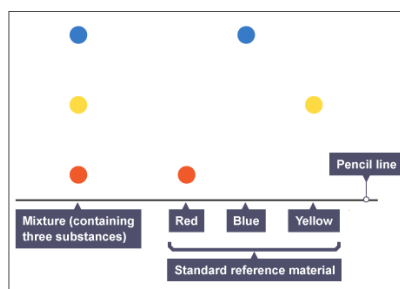 Pencil line
Mixture (containing
three substances)
Red
Blue
Yellow
Standard reference material